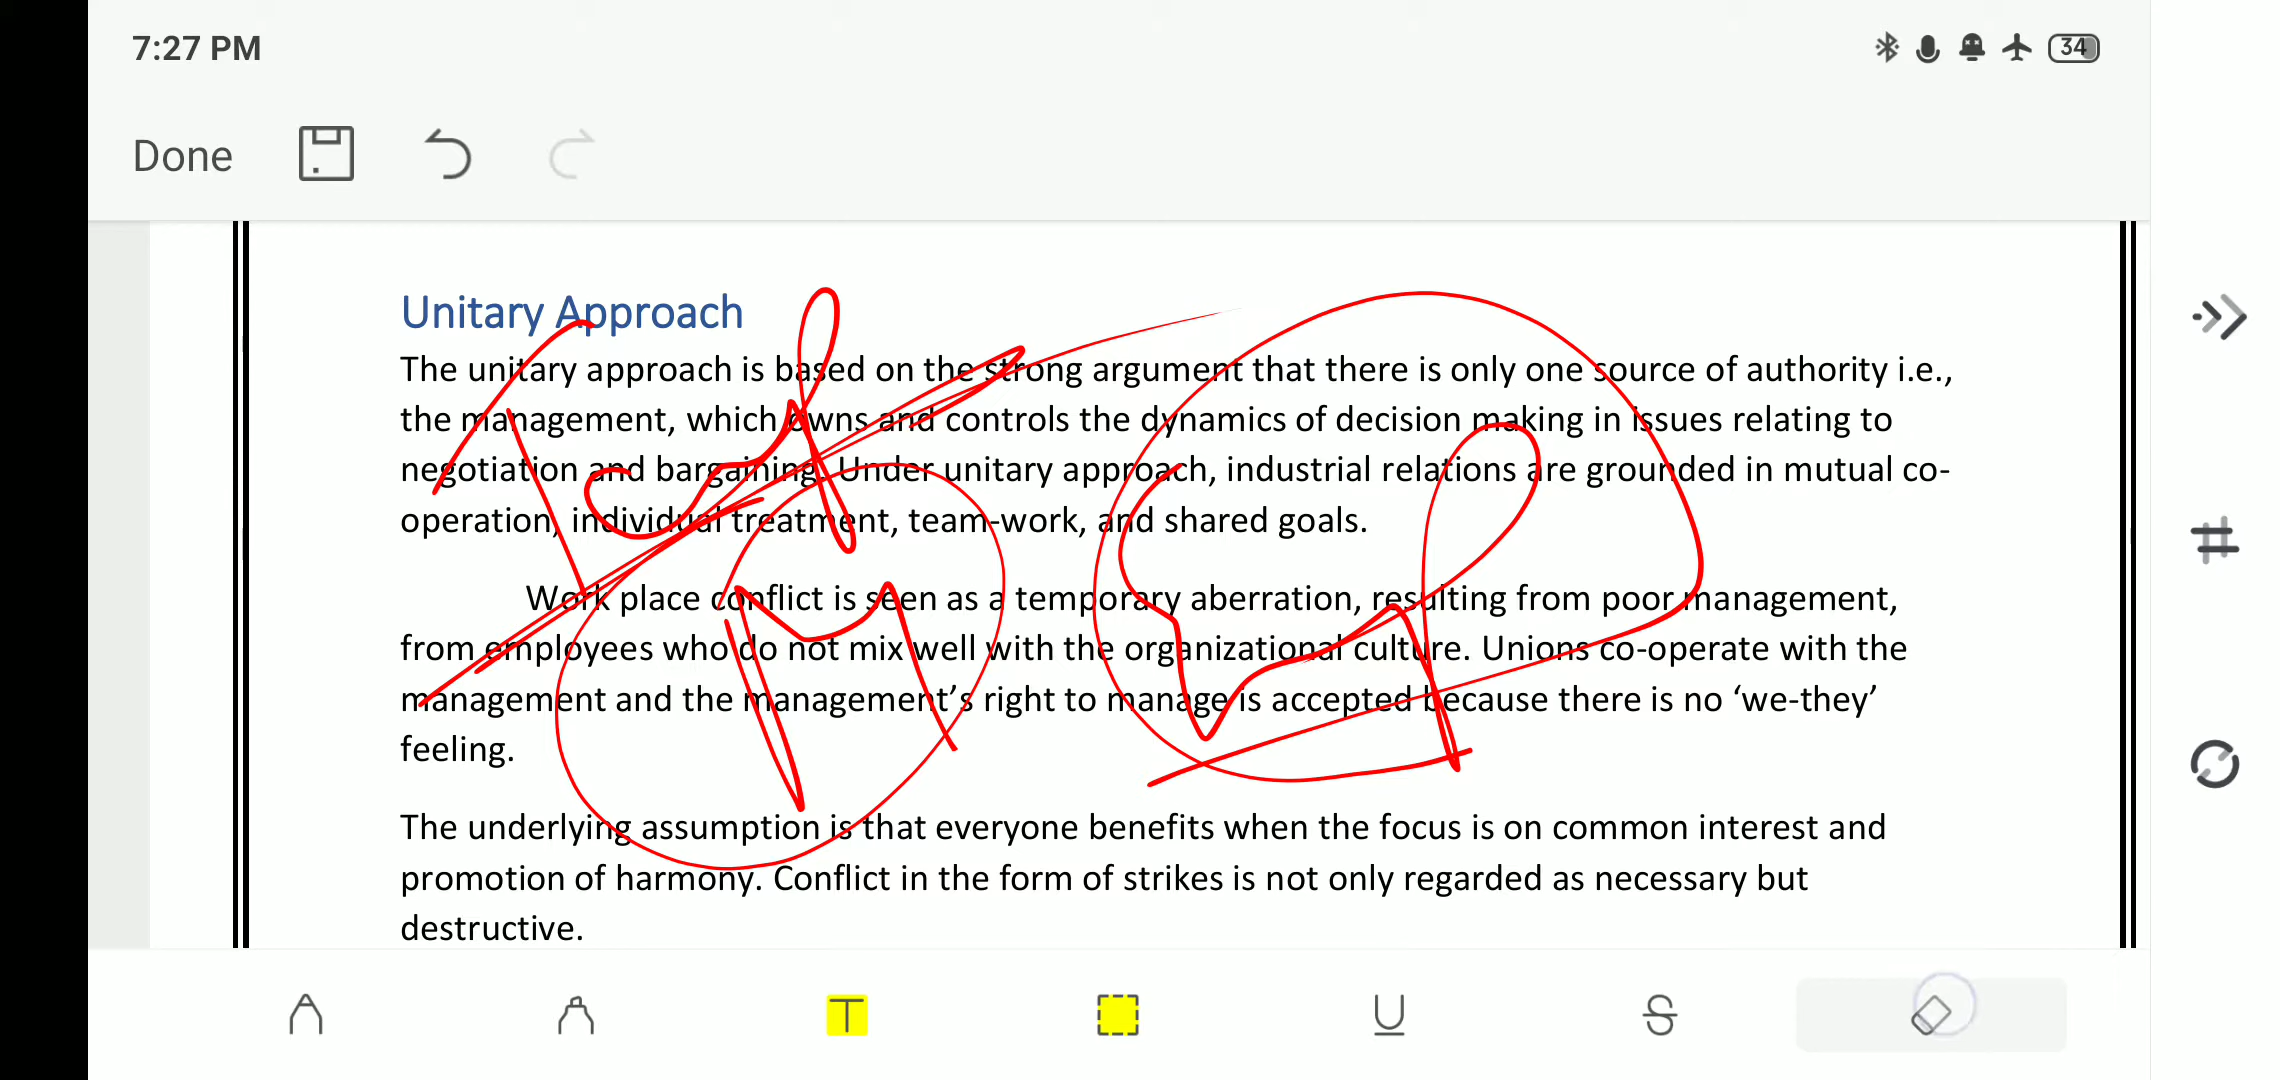 7:27 PM
34
Done
Unitary Approach
The unitary approach is based on the strong argument that there is only one source of authority i.e.,
the management, which owns and controls the dynamics of decision making in issues relating to
negotiation and bargaining. Under unitary approach, industrial relations are grounded in mutual co-
operation, individual treatment, team-work, and shared goals.
Work place conflict is seen as a temporary aberration, resulting from poor management,
from employees who do not mix well with the organizational culture. Unions co-operate with the
management and the management’s right to manage is accepted because there is no ‘we-they’
feeling.
The underlying assumption is that everyone benefits when the focus is on common interest and
promotion of harmony. Conflict in the form of strikes is not only regarded as necessary but
destructive.